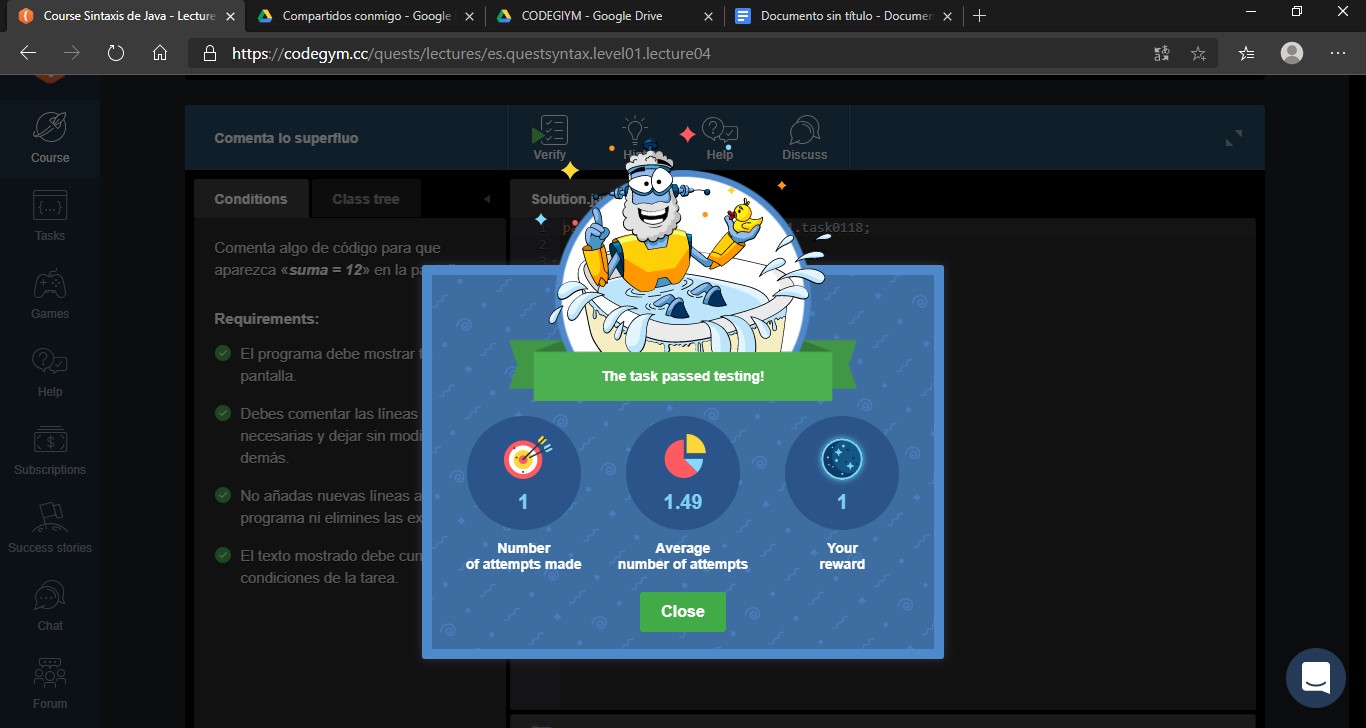 Course Sintaxis de Java - Lecture
Compartidos conmigo - Google
CODEGIYM - Google Drive
Documento sin título - Documen
https://codegym.cc/quests/lectures/es.questsyntax.level01.lecture04
Course
Tasks
Games
Help
Subscriptions
Success stories
Chat
Forum
Comenta lo superfluo
Verify
Help
Discuss
Conditions
Class tree
Solution.j
Comenta algo de código para que
aparezca «suma = 12» en la
1
.task0118;
2
3
Requirements:
El programa debe mostrar
pantalla.
Debes comentar las líneas
necesarias y dejar sin
demás.
No añadas nuevas líneas
programa ni elimines las
El texto mostrado debe
condiciones de la tarea.
The task passed testing!
1
1.49
1
Number
of attempts made
Average
number of attempts
Your
reward
Close